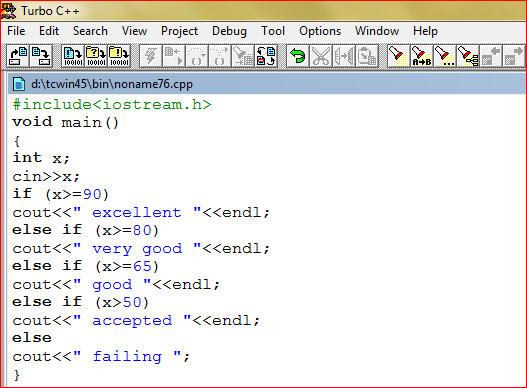 Turbo C++
File Edit Search View Project Debug Tool Options Window Help
d:\tcwin45\bin\noname76.cpp
#include<iostream.h>
void main()
{
int x;
cin>>x;
if (x>=90)
cout<<" excellent "<<endl;
else if (x>=80)
cout<<" very good "<<endl;
else if (x>=65)
cout<<" good "<<endl;
else if (x>50)
cout<<" accepted "<<endl;
else
cout<<" failing ";
}